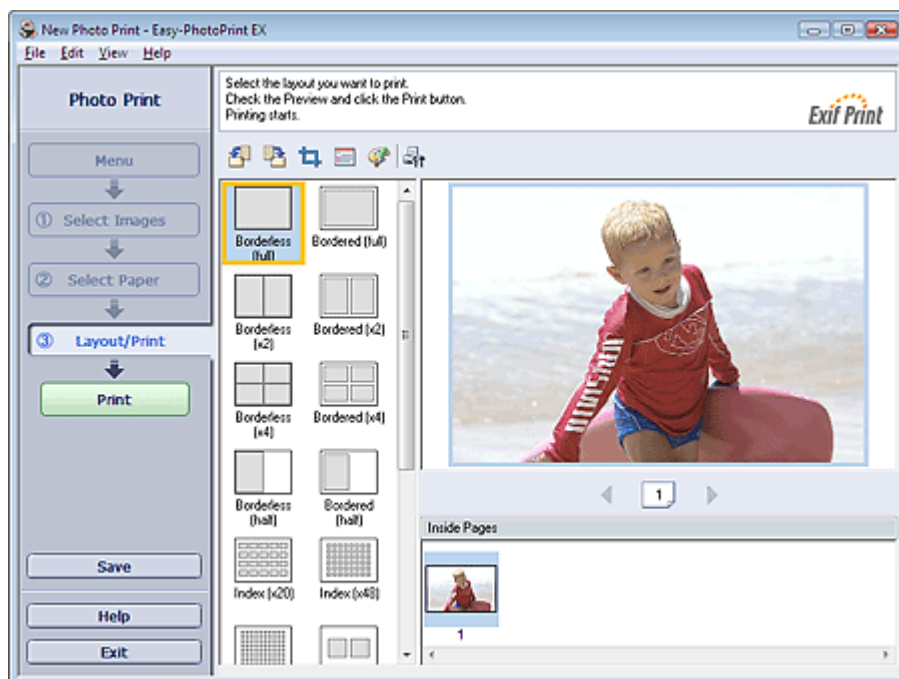 New Photo Print - Easy-PhotoPrint EX
File Edit View Help
Photo Print
Menu
① Select Images
② Select Paper
③ Layout/Print
Print
Save
Help
Exit
Select the layout you want to print.
Check the Preview and click the Print button.
Printing starts.
Exif Print
Borderless
(full)
Bordered (full)
Borderless
(x2)
Bordered (x2)
Borderless
(x4)
Bordered (x4)
Borderless
(half)
Bordered
(half)
Index (x20)
Index (x48)
1
Inside Pages
1